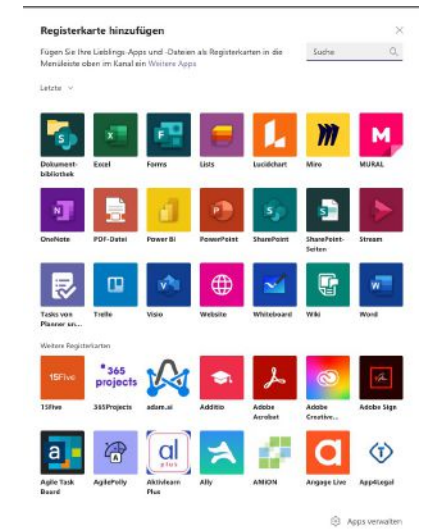 Registerkarte hinzufügen
Fügen Sie Ihre Lieblings-Apps und -Dateien als Registerkarten in die
Menüleiste oben im Kanal ein Weitere Apps
Suche
Letzte
Dokument-
bibliothek
Excel
Forms
Lists
Lucidchart
Miro
MURAL
OneNote
PDF-Datei
Power BI
PowerPoint
SharePoint
SharePoint-
Seiten
Stream
Tasks von
Planner un...
Trello
Visio
Website
Whiteboard
Wiki
Word
Weitere Registerkarten
15Five
365
projects
al
plus
15Five
365Projects
adam.ai
Additio
Adobe
Acrobat
Adobe
Creative...
Adobe Sign
Agile Task
Board
AgilePolly
Aktivlearn
Plus
Ally
AMiON
Angage Live
App4Legal
Apps verwalten